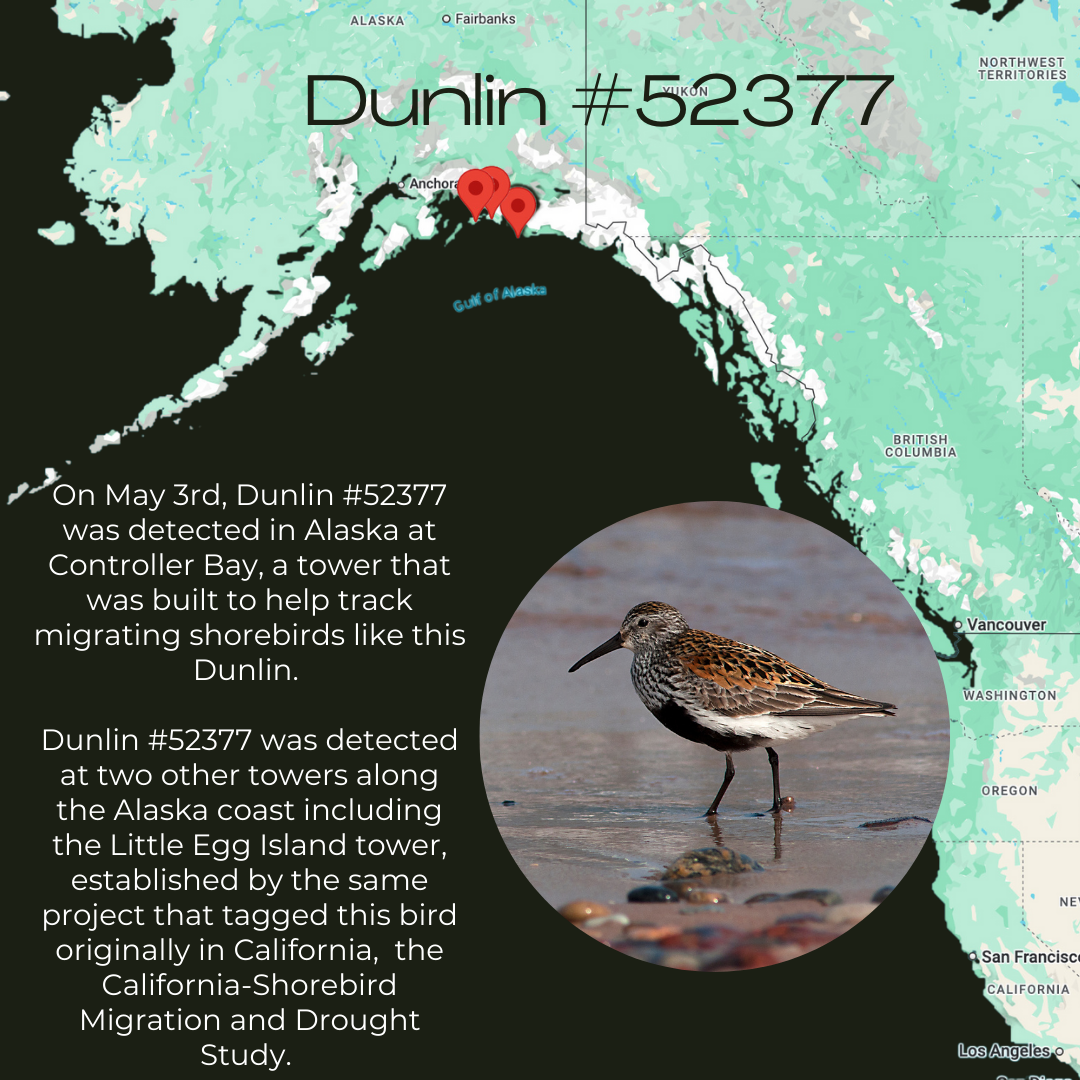 ALASKA
Fairbanks
NORTHWEST
TERRITORIES
Dunlin #52377
YUKON
Anchora
Gulf of Alaska
BRITISH
COLUMBIA
On May 3rd, Dunlin #52377
was detected in Alaska at
Controller Bay, a tower that
was built to help track
migrating shorebirds like this
Dunlin.
Dunlin #52377 was detected
at two other towers along
the Alaska coast including
the Little Egg Island tower,
established by the same
project that tagged this bird
originally in California,  the
California-Shorebird
Migration and Drought
Study.
Vancouver
WASHINGTON
OREGON
NEV
San Francisco
CALIFORNIA
Los Angeles